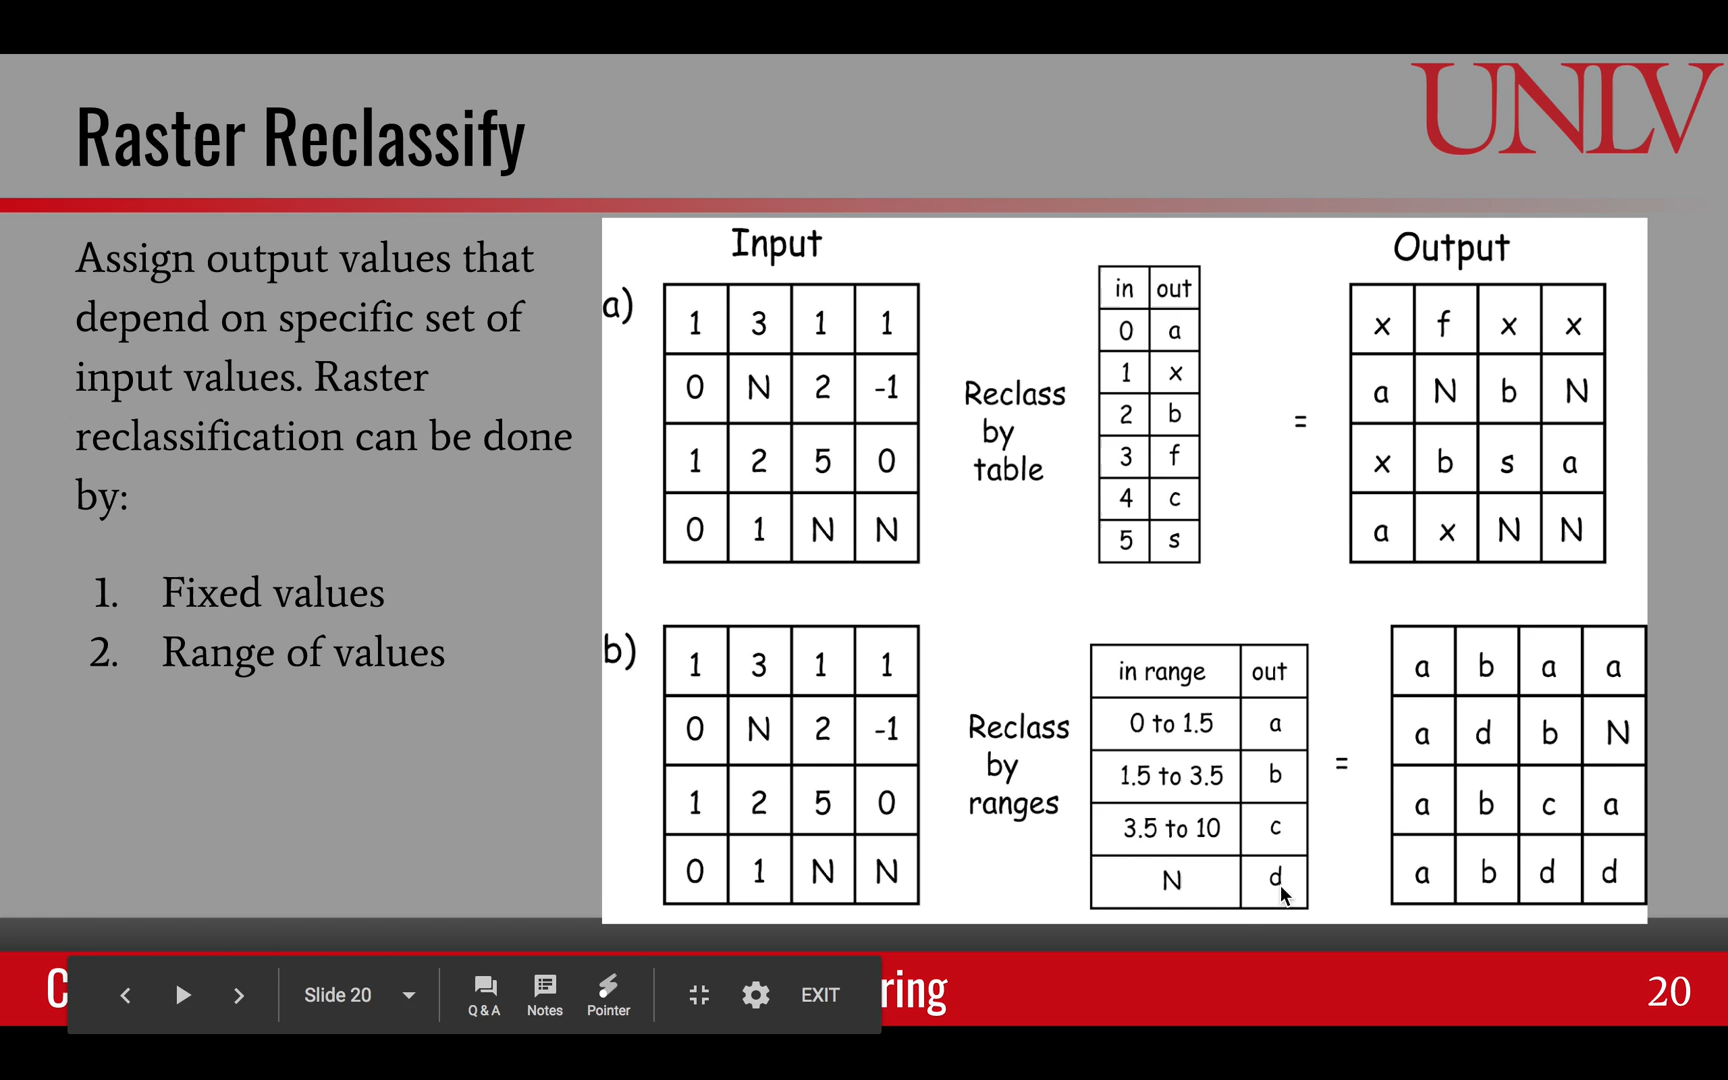 UNLV
Raster Reclassify
Assign output values that
depend on specific set of
input values. Raster
reclassification can be done
by:
1. Fixed values
2. Range of values
Input
Output
a)
1 3 1 1
0 N 2 -1
1 2 5 0
0 1 N N
Reclass
by
table
in out
0 a
1 x
2 b
3 f
4 c
5 s
=
x f x x
a N b N
x b s a
a x N N
b)
1 3 1 1
0 N 2 -1
1 2 5 0
0 1 N N
Reclass
by
ranges
in range out
0 to 1.5 a
1.5 to 3.5 b
3.5 to 10 c
N d
=
a b a a
a d b N
a b c a
a b d d
C
ring
20
Slide 20
Q & A
Notes
Pointer
EXIT